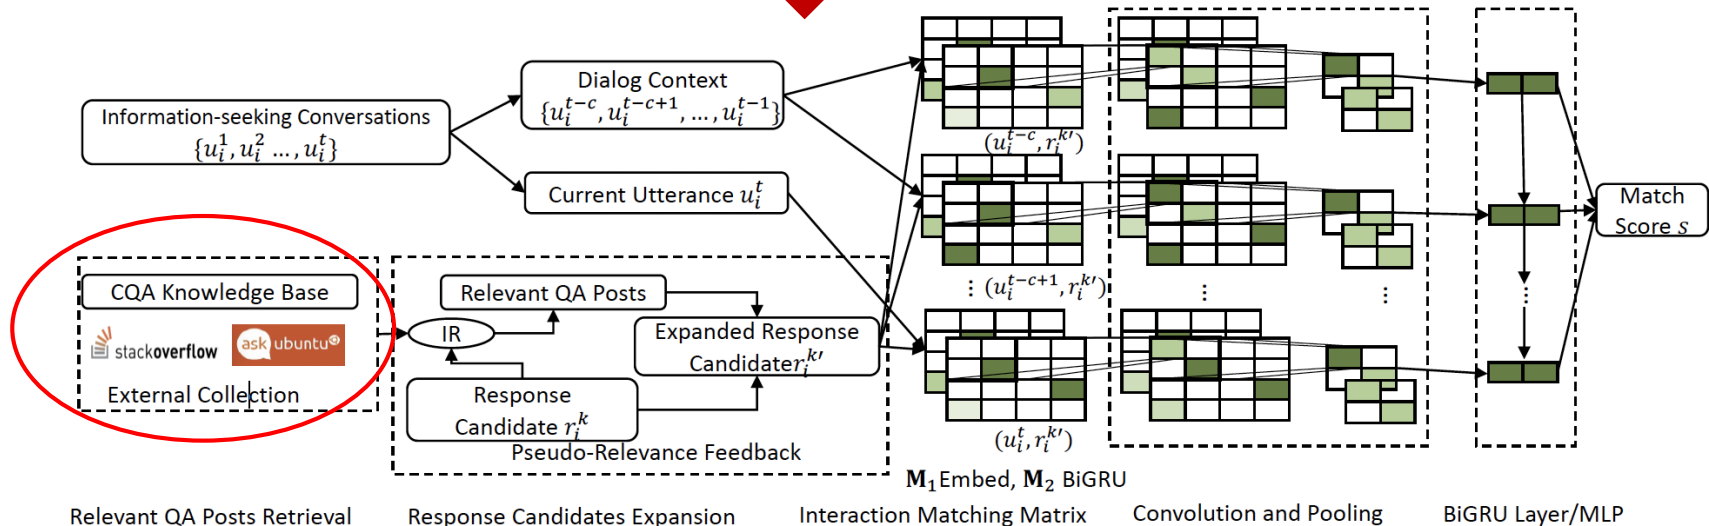 Information-seeking Conversations
{u_i^1, u_i^2 ..., u_i^t}
Dialog Context
{u_i^{t-c}, u_i^{t-c+1}, ..., u_i^{t-1}}
Current Utterance u_i^t
CQA Knowledge Base
stackoverflow
ask ubuntu
External Collection
IR
Relevant QA Posts
Expanded Response
Candidate r_i^{k'}
Response
Candidate r_i^k
Pseudo-Relevance Feedback
(u_i^{t-c}, r_i^{k'})
⋮ (u_i^{t-c+1}, r_i^{k'})
(u_i^t, r_i^{k'})
⋮
⋮
⋮
Match
Score s
M_1 Embed, M_2 BiGRU
Relevant QA Posts Retrieval
Response Candidates Expansion
Interaction Matching Matrix
Convolution and Pooling
BiGRU Layer/MLP